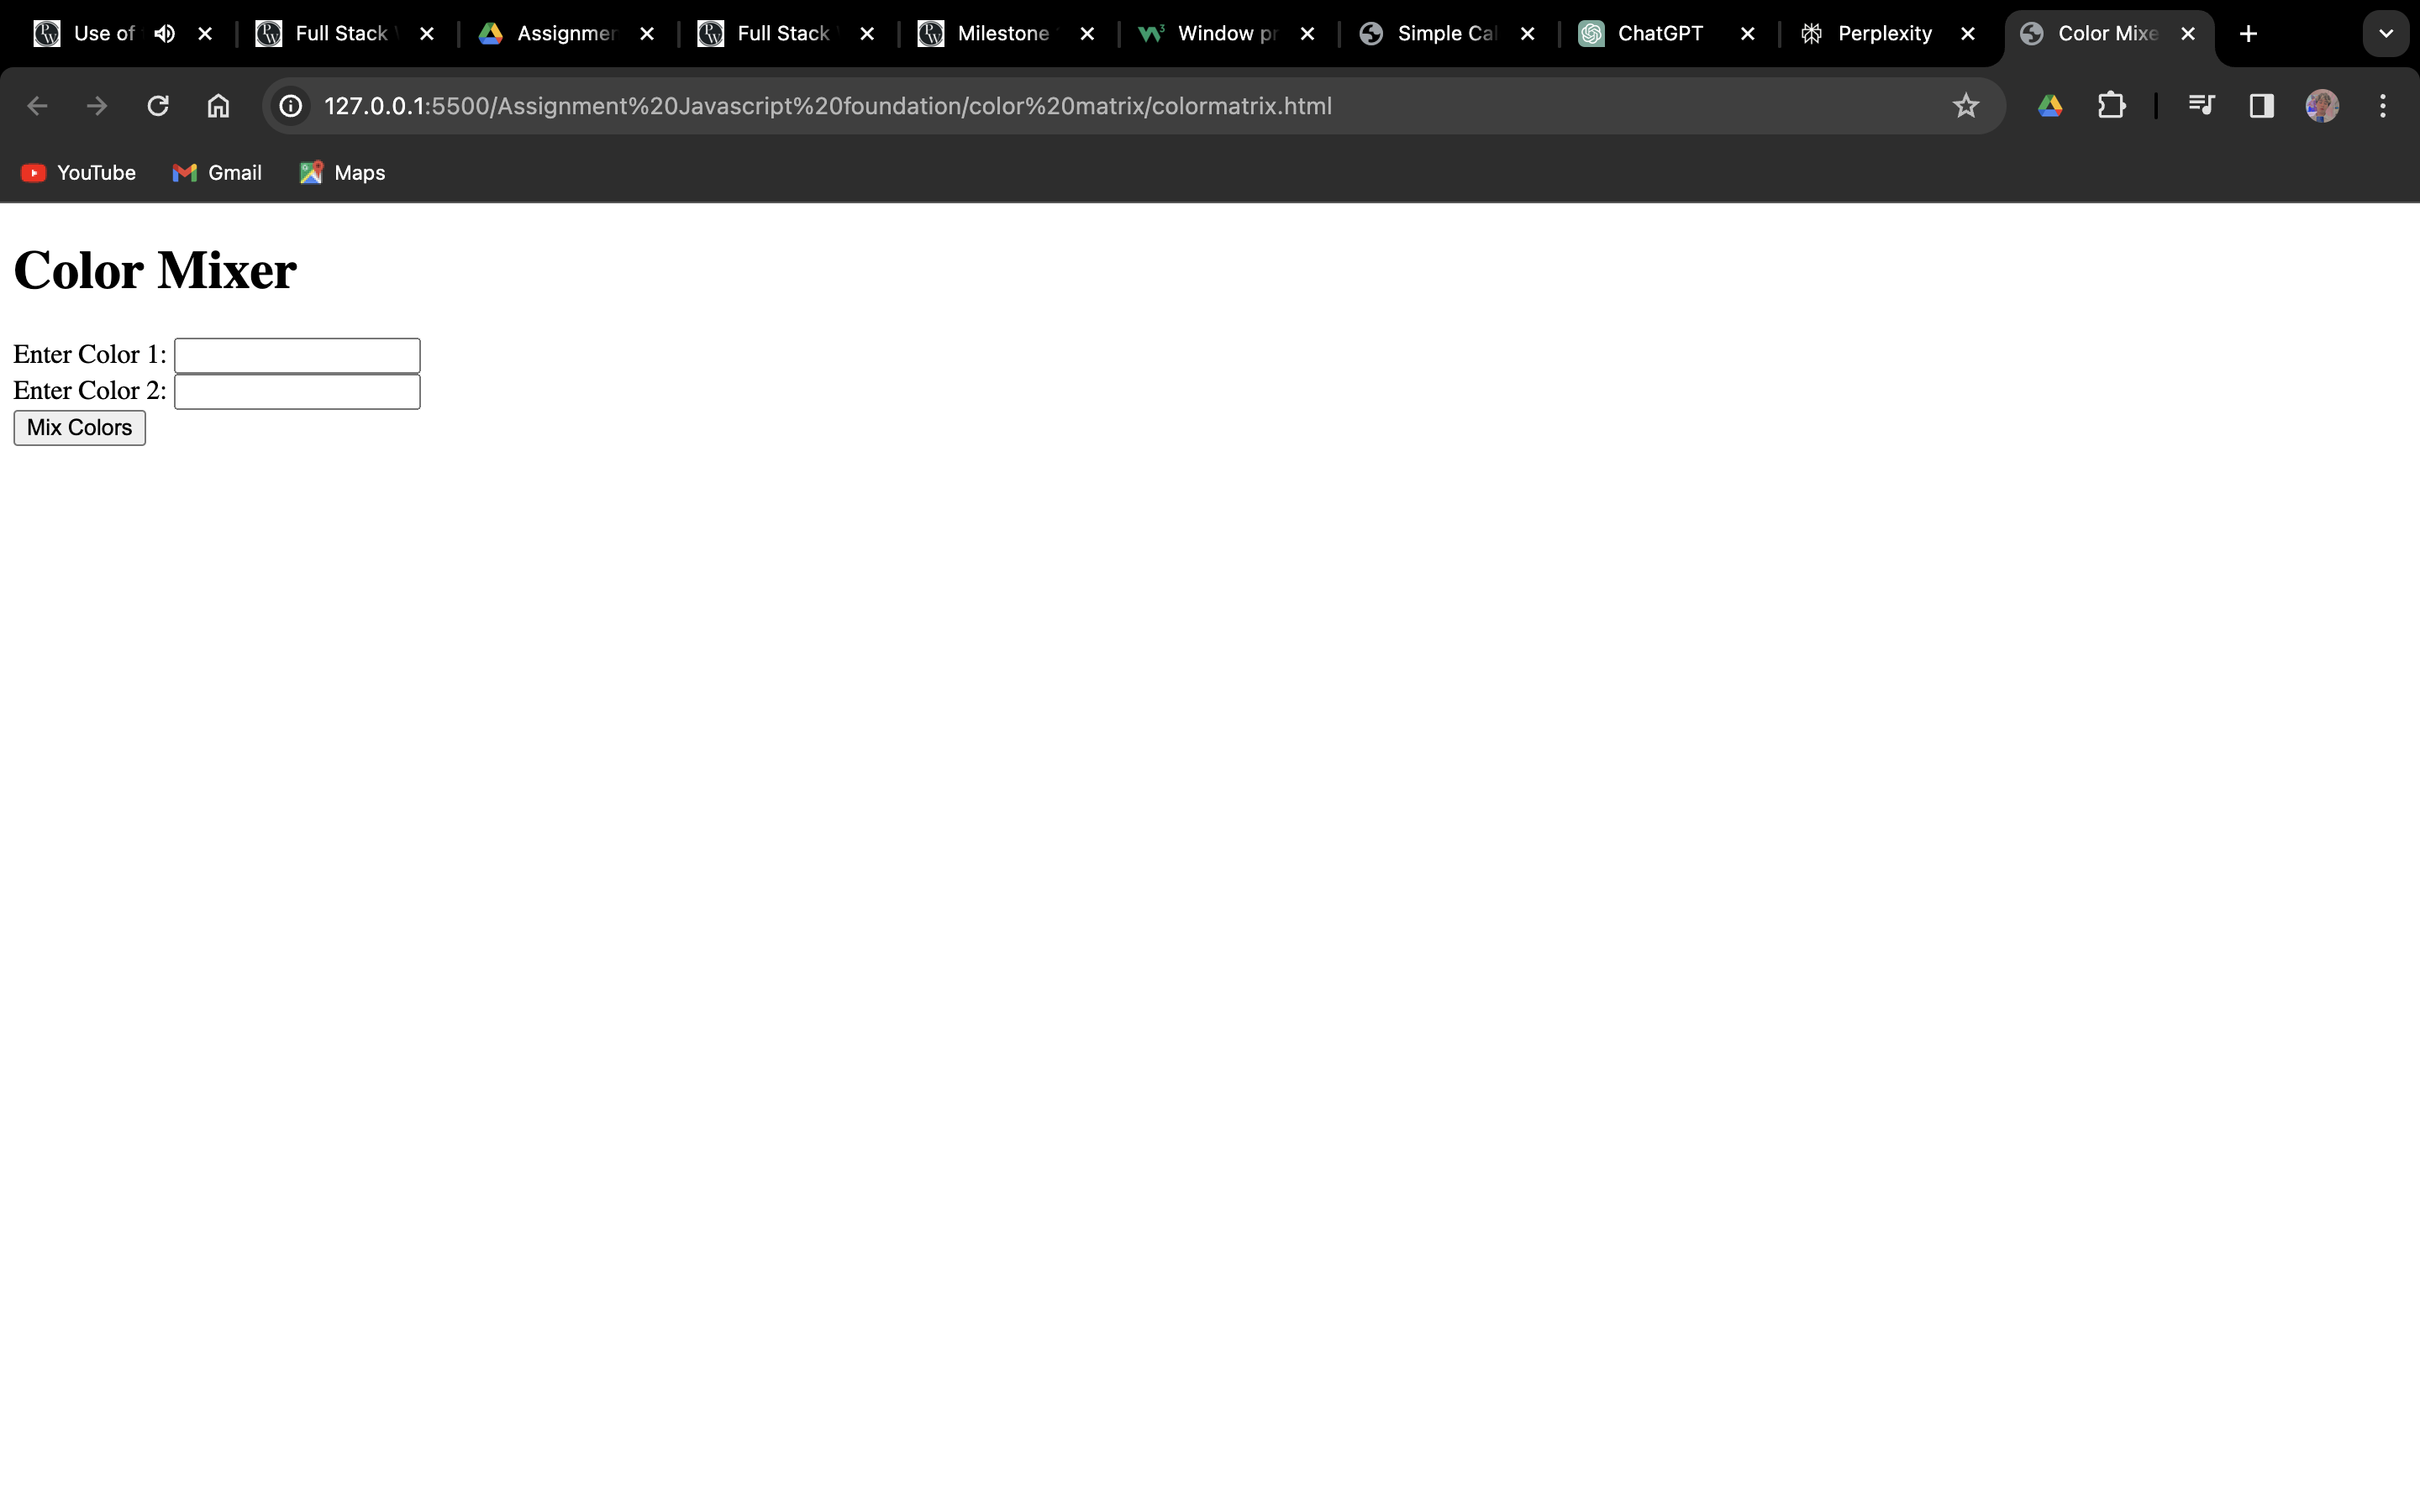 Use of
Full Stack
Assignmen
Full Stack
Milestone
Window pr
Simple Cal
ChatGPT
Perplexity
Color Mixe
127.0.0.1:5500/Assignment%20Javascript%20foundation/color%20matrix/colormatrix.html
YouTube Gmail Maps
Color Mixer
Enter Color 1:
Enter Color 2:
Mix Colors